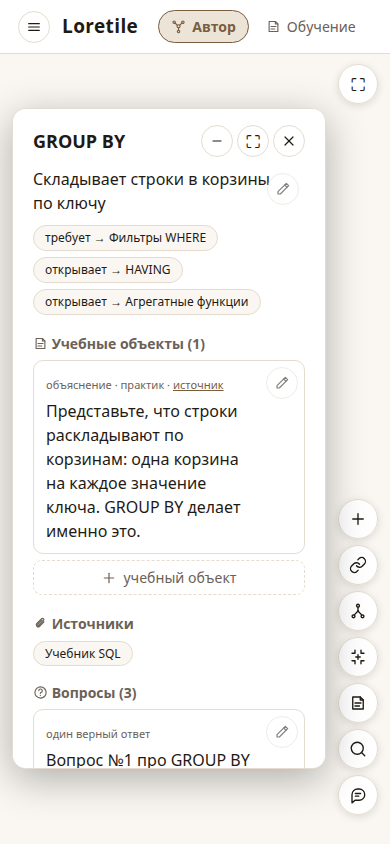 Loretile
Автор
Обучение
GROUP BY
Складывает строки в корзины
по ключу
требует → Фильтры WHERE
открывает → HAVING
открывает → Агрегатные функции
Учебные объекты (1)
объяснение · практик · источник
Представьте, что строки
раскладывают по
корзинам: одна корзина
на каждое значение
ключа. GROUP BY делает
именно это.
+ учебный объект
Источники
Учебник SQL
Вопросы (3)
один верный ответ
Вопрос №1 про GROUP BY